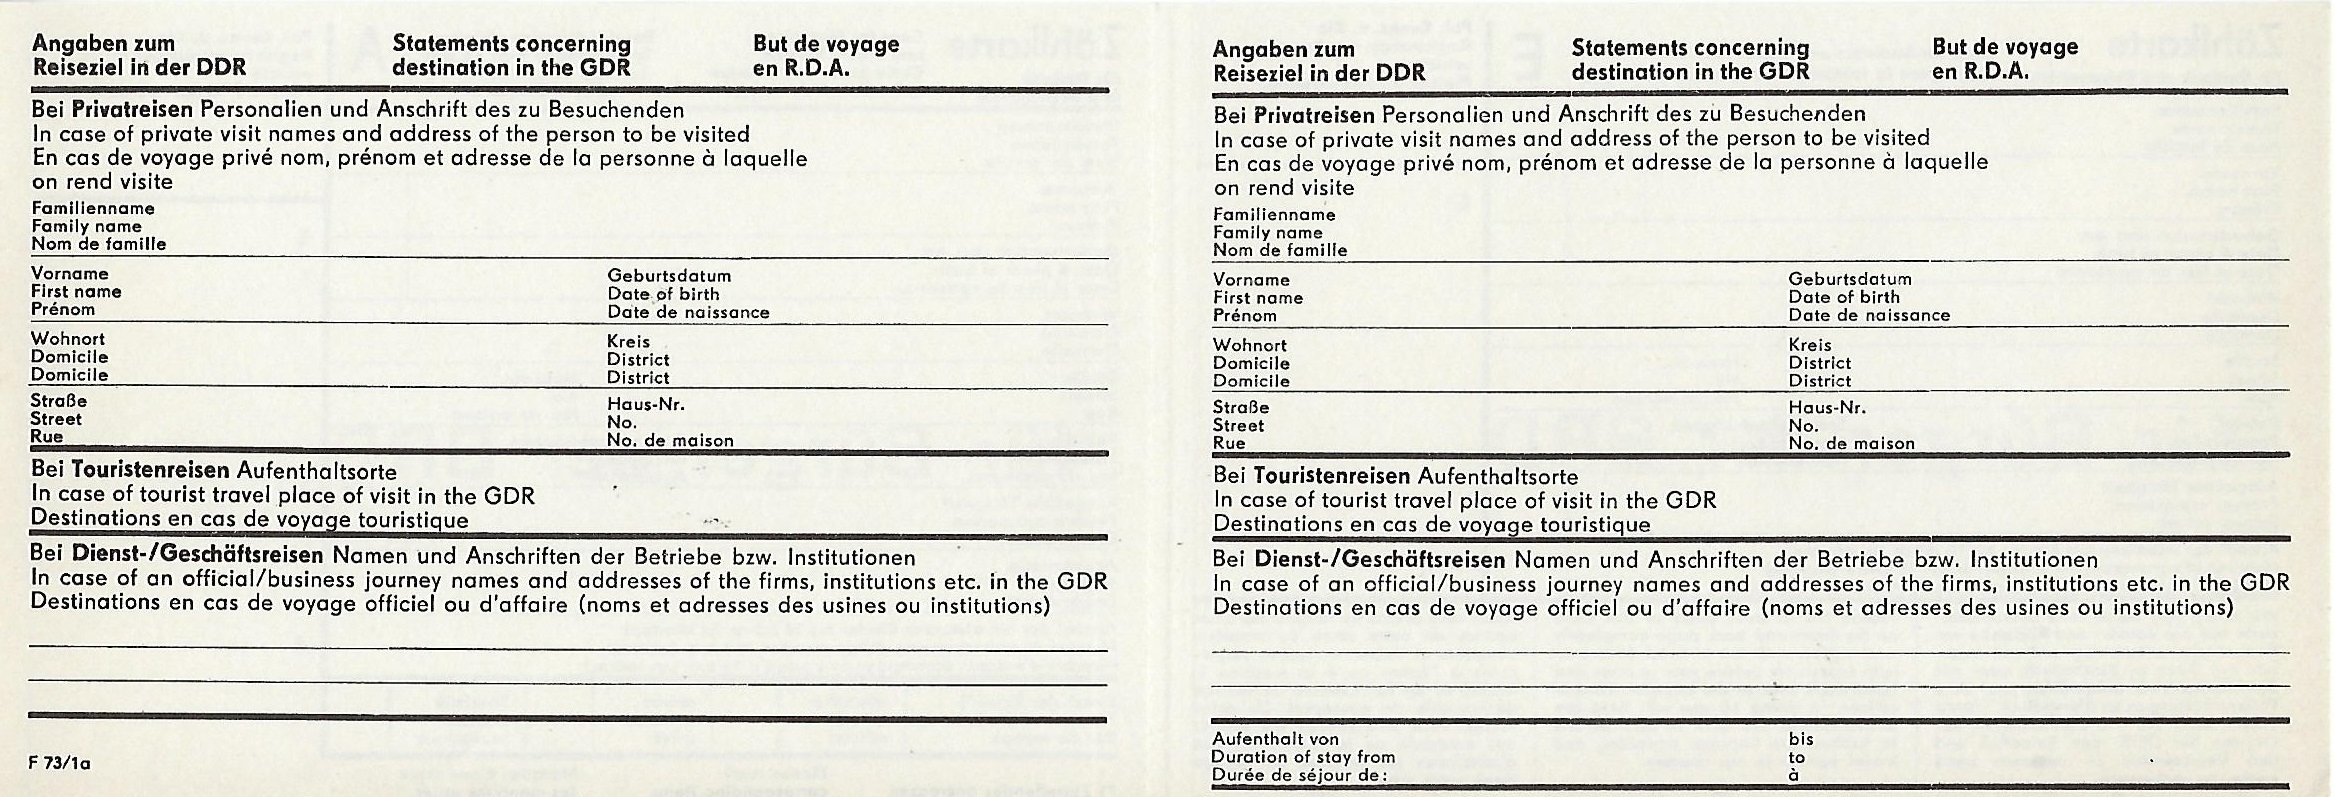 Angaben zum
Reiseziel in der DDR
Statements concerning
destination in the GDR
But de voyage
en R.D.A.
Bei Privatreisen Personalien und Anschrift des zu Besuchenden
In case of private visit names and address of the person to be visited
En cas de voyage privé nom, prénom et adresse de la personne à laquelle
on rend visite
Familienname
Family name
Nom de famille
Vorname
First name
Prénom
Geburtsdatum
Date of birth
Date de naissance
Wohnort
Domicile
Domicile
Kreis
District
District
Straße
Street
Rue
Haus-Nr.
No.
No. de maison
Bei Touristenreisen Aufenthaltsorte
In case of tourist travel place of visit in the GDR
Destinations en cas de voyage touristique
Bei Dienst-/Geschäftsreisen Namen und Anschriften der Betriebe bzw. Institutionen
In case of an official/business journey names and addresses of the firms, institutions etc. in the GDR
Destinations en cas de voyage officiel ou d'affaire (noms et adresses des usines ou institutions)
F 73/1a
Angaben zum
Reiseziel in der DDR
Statements concerning
destination in the GDR
But de voyage
en R.D.A.
Bei Privatreisen Personalien und Anschrift des zu Besuchenden
In case of private visit names and address of the person to be visited
En cas de voyage privé nom, prénom et adresse de la personne à laquelle
on rend visite
Familienname
Family name
Nom de famille
Vorname
First name
Prénom
Geburtsdatum
Date of birth
Date de naissance
Wohnort
Domicile
Domicile
Kreis
District
District
Straße
Street
Rue
Haus-Nr.
No.
No. de maison
Bei Touristenreisen Aufenthaltsorte
In case of tourist travel place of visit in the GDR
Destinations en cas de voyage touristique
Bei Dienst-/Geschäftsreisen Namen und Anschriften der Betriebe bzw. Institutionen
In case of an official/business journey names and addresses of the firms, institutions etc. in the GDR
Destinations en cas de voyage officiel ou d'affaire (noms et adresses des usines ou institutions)
Aufenthalt von
Duration of stay from
Durée de séjour de:
bis
to
à